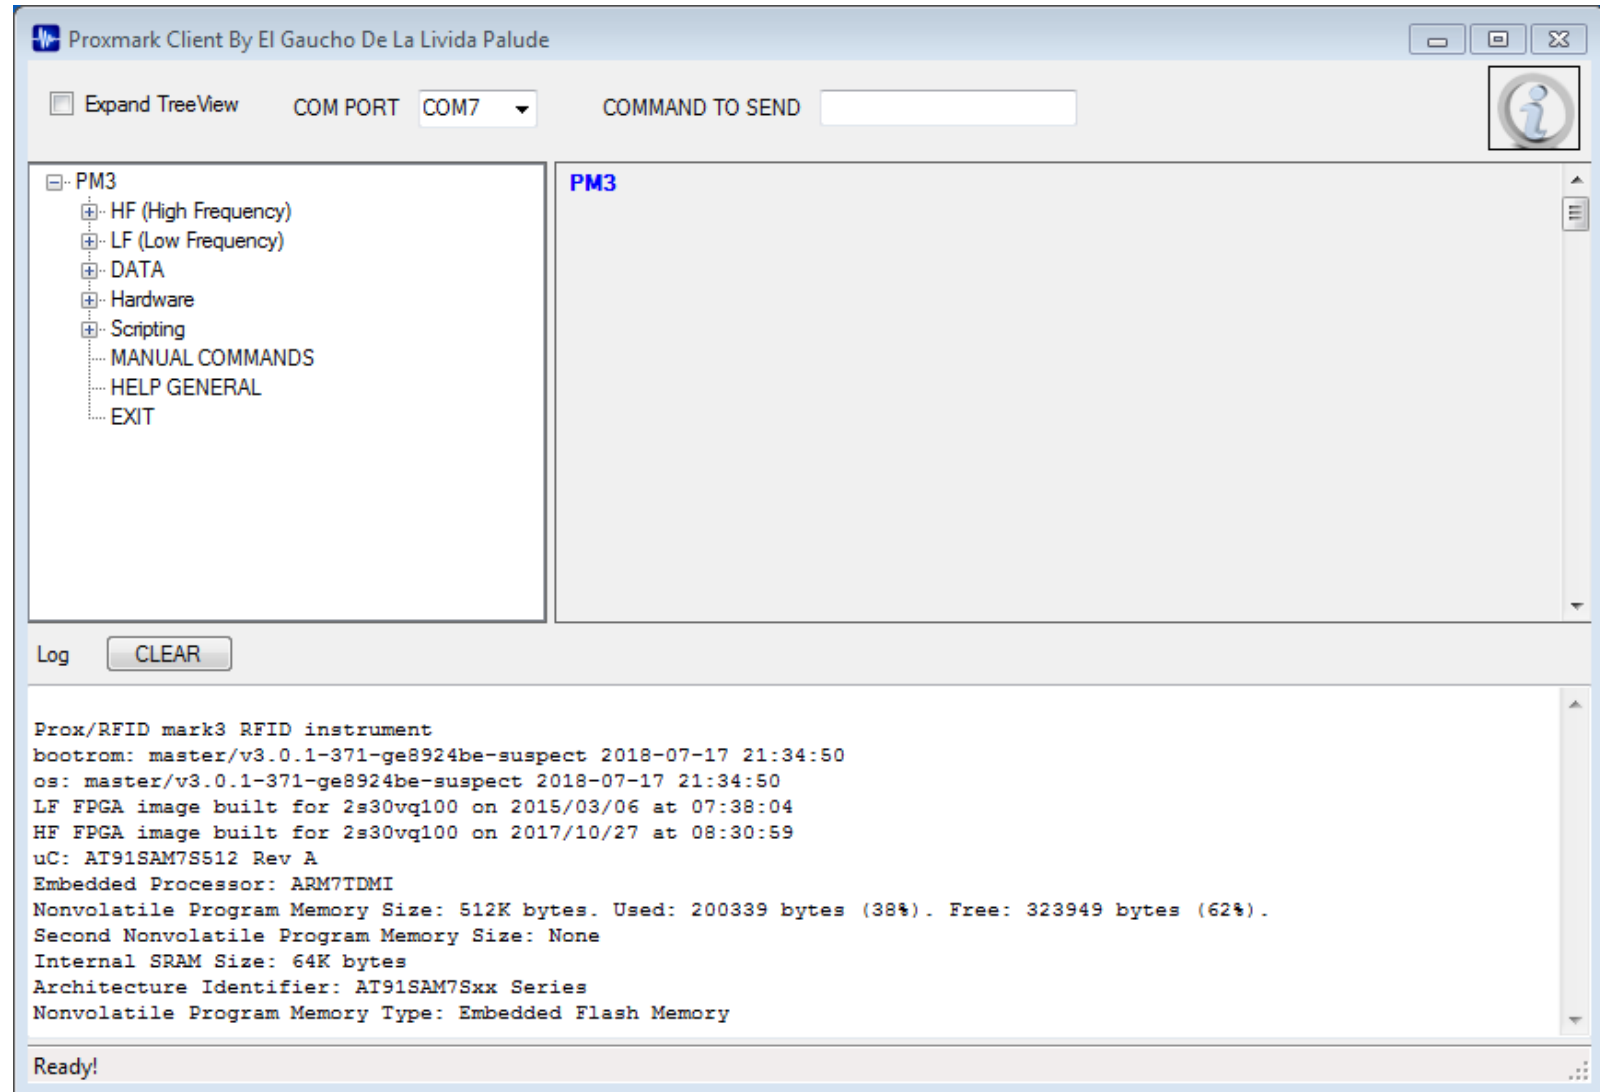 Proxmark Client By El Gaucho De La Livida Palude
Expand TreeView COM PORT COM7 COMMAND TO SEND
PM3
HF (High Frequency)
LF (Low Frequency)
DATA
Hardware
Scripting
MANUAL COMMANDS
HELP GENERAL
EXIT
PM3
Log CLEAR
Prox/RFID mark3 RFID instrument
bootrom: master/v3.0.1-371-ge8924be-suspect 2018-07-17 21:34:50
os: master/v3.0.1-371-ge8924be-suspect 2018-07-17 21:34:50
LF FPGA image built for 2s30vq100 on 2015/03/06 at 07:38:04
HF FPGA image built for 2s30vq100 on 2017/10/27 at 08:30:59
uC: AT91SAM7S512 Rev A
Embedded Processor: ARM7TDMI
Nonvolatile Program Memory Size: 512K bytes. Used: 200339 bytes (38%). Free: 323949 bytes (62%).
Second Nonvolatile Program Memory Size: None
Internal SRAM Size: 64K bytes
Architecture Identifier: AT91SAM7Sxx Series
Nonvolatile Program Memory Type: Embedded Flash Memory
Ready!